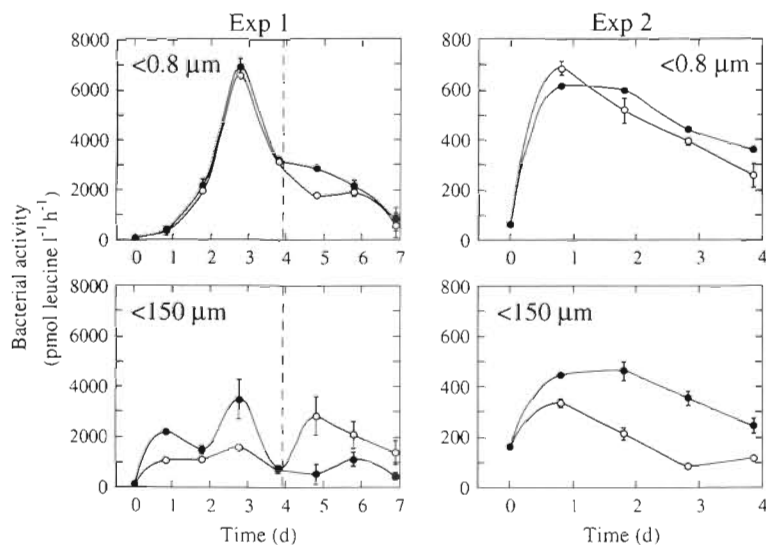 Exp 1
Exp 2
8000
6000
4000
2000
0
<0.8 μm
0 1 2 3 4 5 6 7
800
600
400
200
0
<0.8 μm
0 1 2 3 4
Bacterial activity
(pmol leucine l⁻¹ h⁻¹)
8000
6000
4000
2000
0
<150 μm
0 1 2 3 4 5 6 7
Time (d)
800
600
400
200
0
<150 μm
0 1 2 3 4
Time (d)